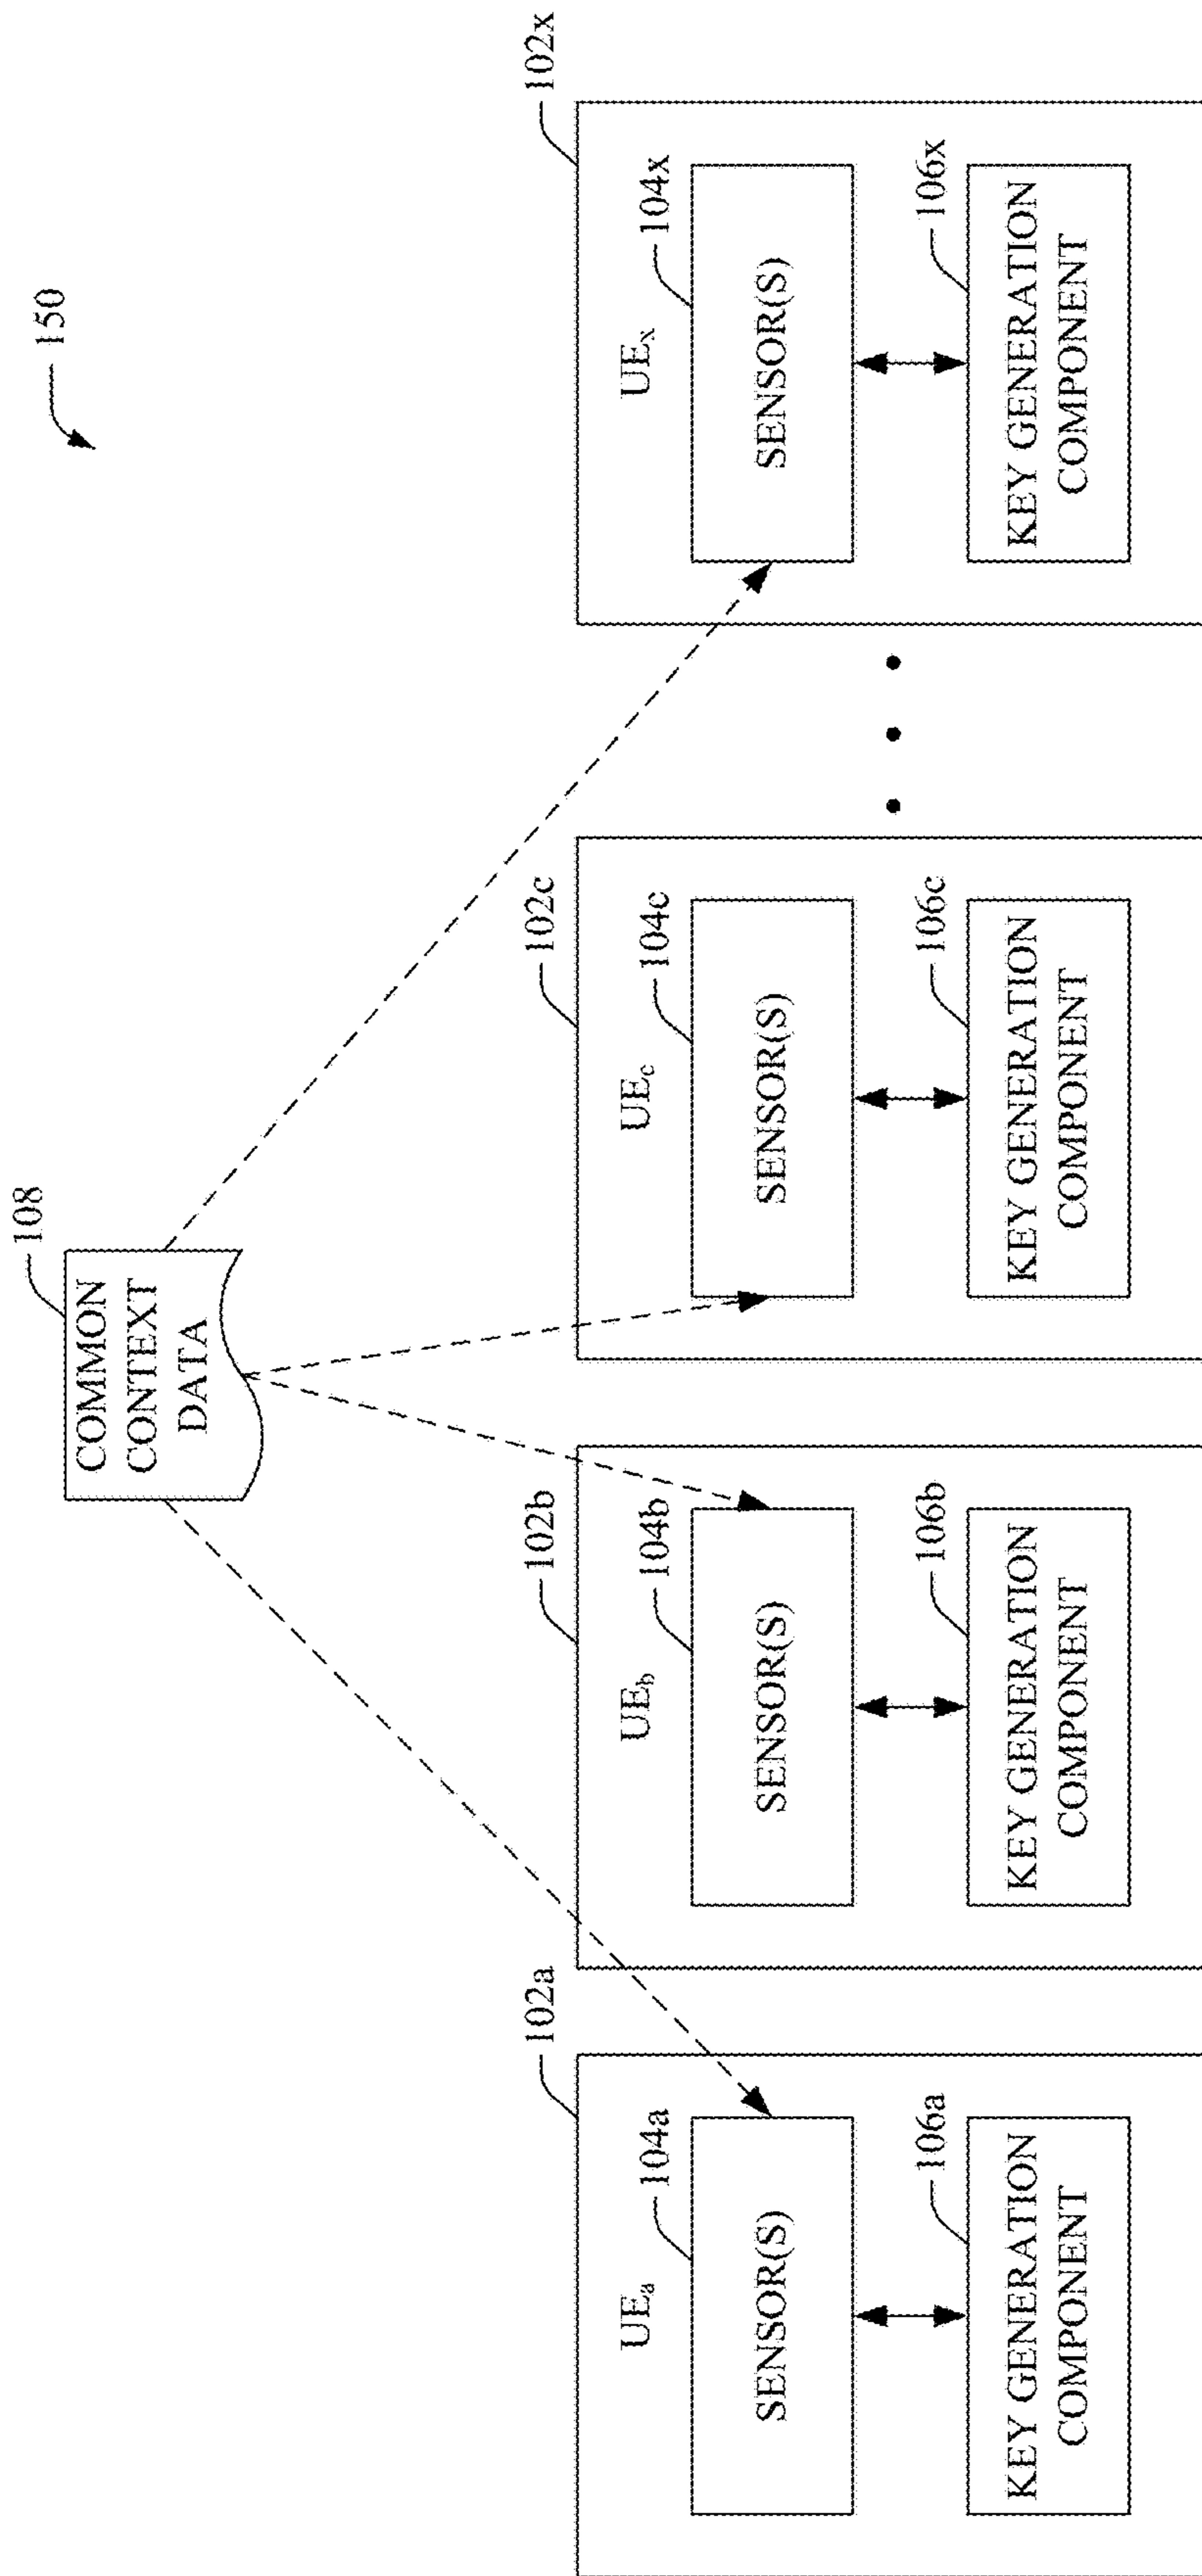 150
108
COMMON
CONTEXT
DATA
102a
UEa
104a
SENSOR(S)
106a
KEY GENERATION
COMPONENT
102b
UEb
104b
SENSOR(S)
106b
KEY GENERATION
COMPONENT
102c
UEc
104c
SENSOR(S)
106c
KEY GENERATION
COMPONENT
102x
UEx
104x
SENSOR(S)
106x
KEY GENERATION
COMPONENT